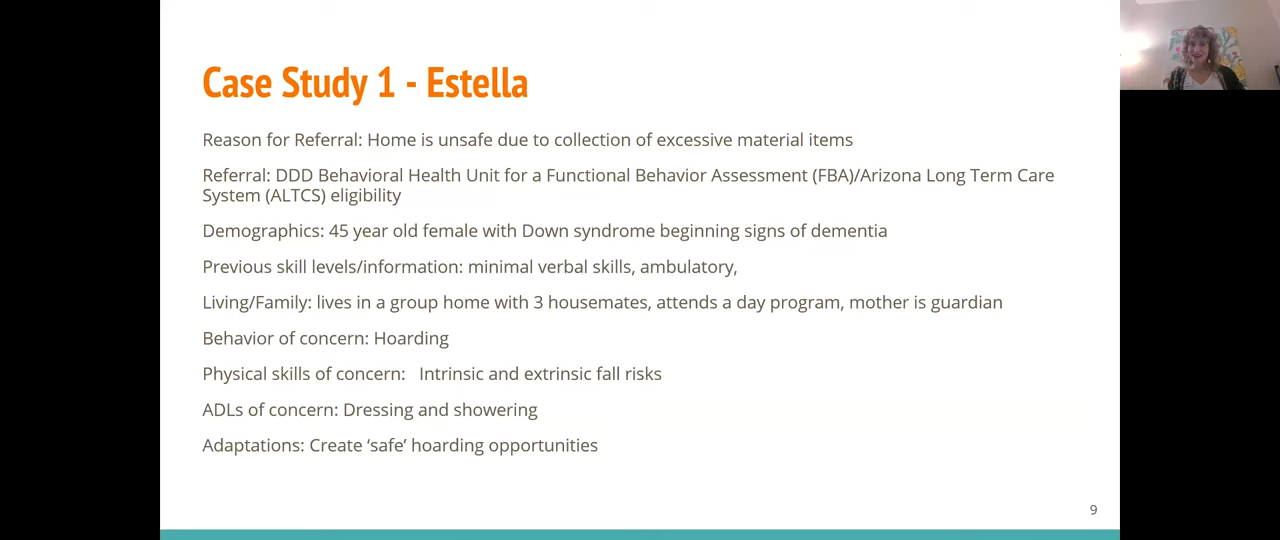 Case Study 1 - Estella
Reason for Referral: Home is unsafe due to collection of excessive material items
Referral: DDD Behavioral Health Unit for a Functional Behavior Assessment (FBA)/Arizona Long Term Care
System (ALTCS) eligibility
Demographics: 45 year old female with Down syndrome beginning signs of dementia
Previous skill levels/information: minimal verbal skills, ambulatory,
Living/Family: lives in a group home with 3 housemates, attends a day program, mother is guardian
Behavior of concern: Hoarding
Physical skills of concern:   Intrinsic and extrinsic fall risks
ADLs of concern: Dressing and showering
Adaptations: Create ‘safe’ hoarding opportunities
9